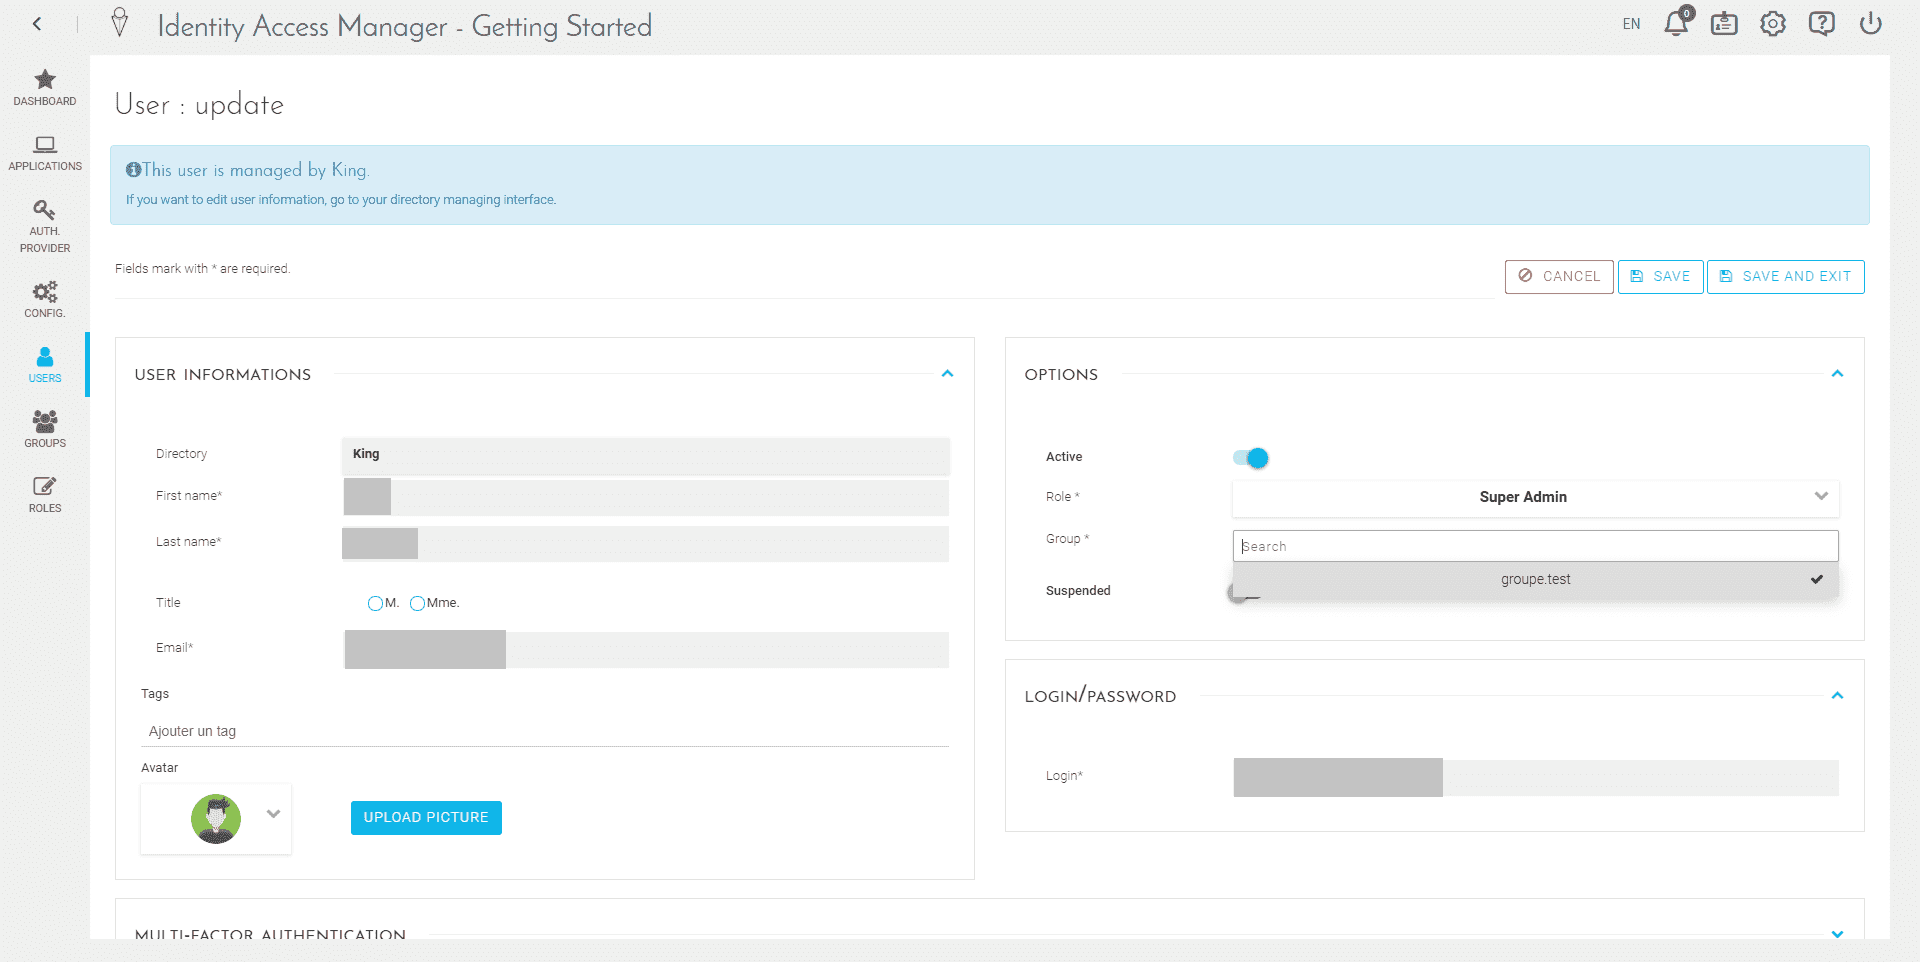 Identity Access Manager - Getting Started
EN
0
DASHBOARD
APPLICATIONS
AUTH.
PROVIDER
CONFIG.
USERS
GROUPS
ROLES
User : update
This user is managed by King.
If you want to edit user information, go to your directory managing interface.
Fields mark with * are required.
CANCEL
SAVE
SAVE AND EXIT
USER INFORMATIONS
Directory
King
First name*
Last name*
Title
M.
Mme.
Email*
Tags
Ajouter un tag
Avatar
UPLOAD PICTURE
OPTIONS
Active
Role *
Super Admin
Group *
Search
groupe.test
Suspended
LOGIN/PASSWORD
Login*
MULTI-FACTOR AUTHENTICATION